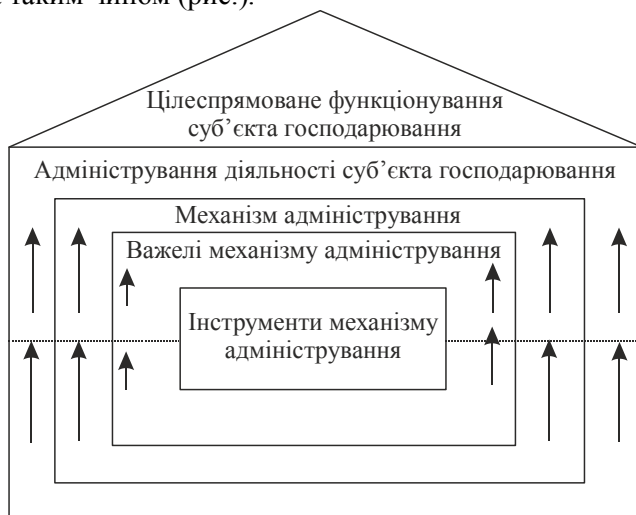 таким чином (рис.).
Цілеспрямоване функціонування
суб’єкта господарювання
Адміністрування діяльності суб’єкта господарювання
Механізм адміністрування
Важелі механізму адміністрування
Інструменти механізму
адміністрування